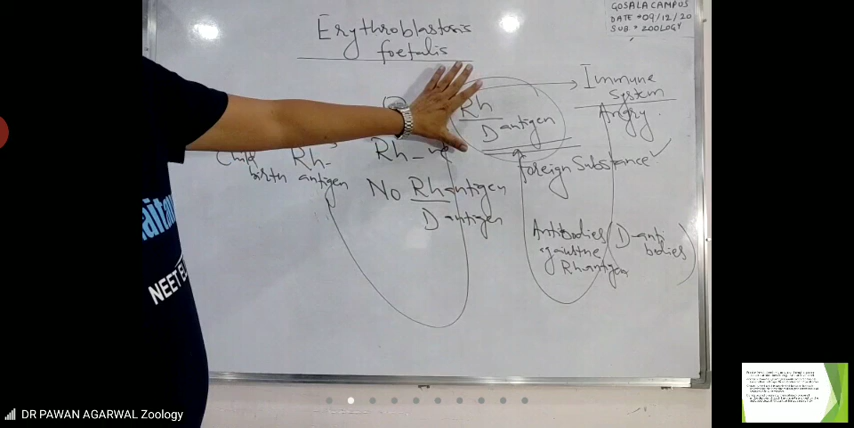 GOSALA CAMPUS
DATE #09/12/20
SUB # ZOOLOGY
Erythroblastosis
foetalis
Immune
System
Angry
Rh
D antigen
Child Rh- Rh-ve
birth antigen
foreign Substance ✓
No Rh antigen
D antigen
Antibodies (D-anti
against the bodies)
Rh antigen
NEET
DR PAWAN AGARWAL Zoology